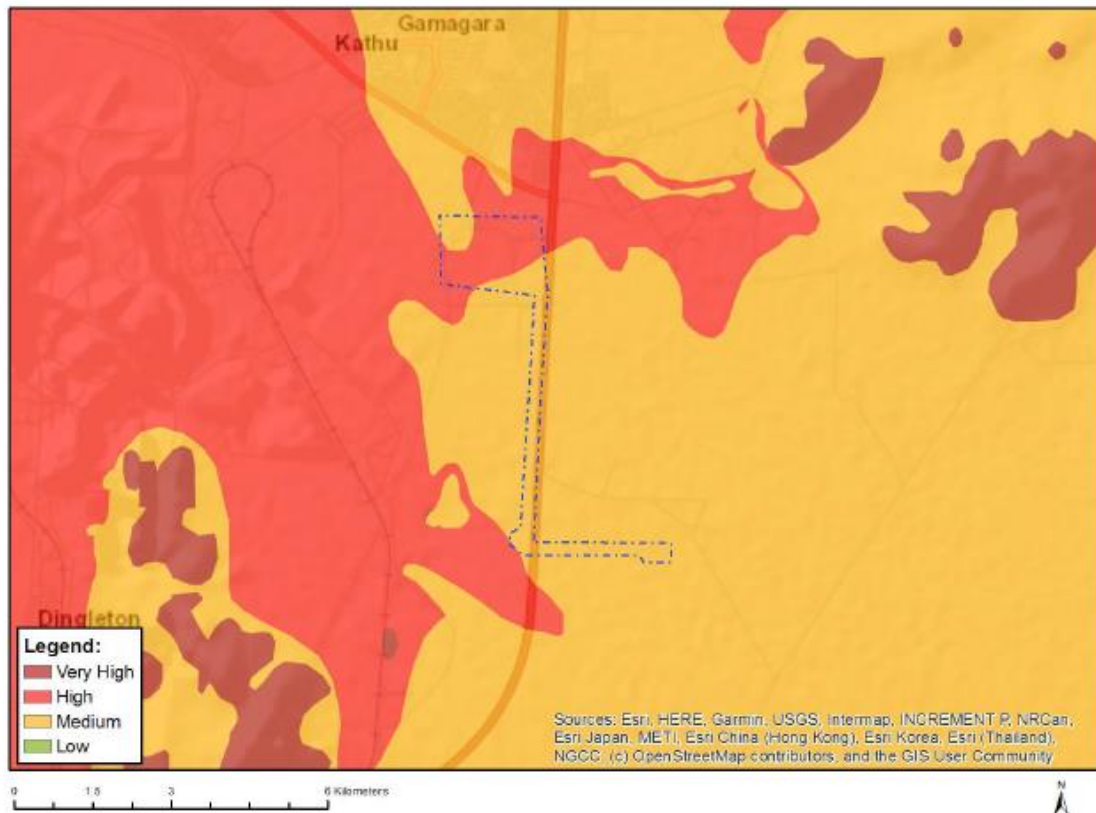 Gamagara
Kathu
Dingleton
Legend:
Very High
High
Medium
Low
Sources: Esri, HERE, Garmin, USGS, Intermap, INCREMENT P, NRCan,
Esri Japan, METI, Esri China (Hong Kong), Esri Korea, Esri (Thailand),
NGCC, (c) OpenStreetMap contributors, and the GIS User Community
0 1.5 3 6 Kilometers
N